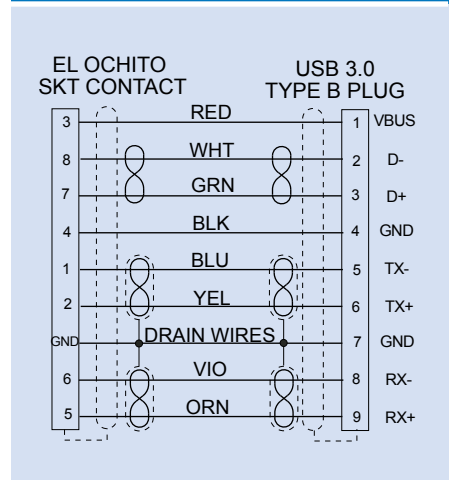 EL OCHITO
SKT CONTACT
USB 3.0
TYPE B PLUG
3 RED 1 VBUS
8 WHT 2 D-
7 GRN 3 D+
4 BLK 4 GND
1 BLU 5 TX-
2 YEL 6 TX+
GND DRAIN WIRES 7 GND
6 VIO 8 RX-
5 ORN 9 RX+